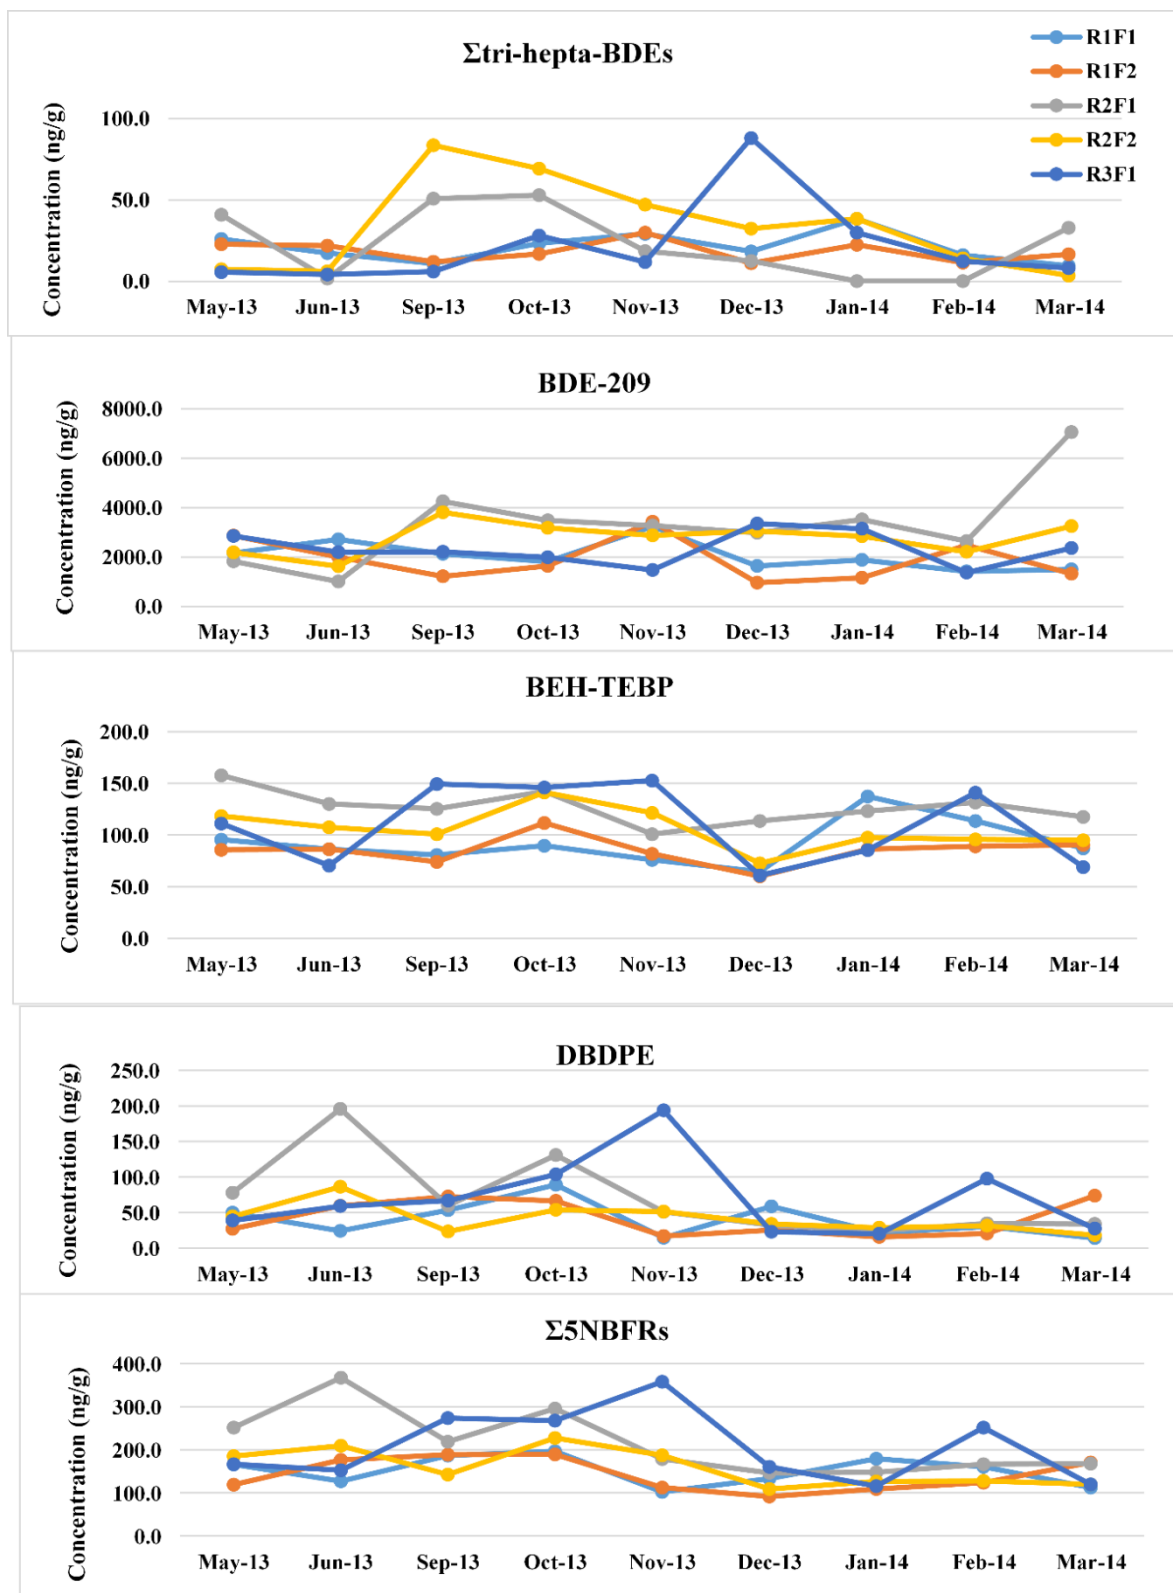 Σtri-hepta-BDEs
R1F1
R1F2
R2F1
R2F2
R3F1
Concentration (ng/g)
100.0
50.0
0.0
May-13 Jun-13 Sep-13 Oct-13 Nov-13 Dec-13 Jan-14 Feb-14 Mar-14
BDE-209
Concentration (ng/g)
8000.0
6000.0
4000.0
2000.0
0.0
May-13 Jun-13 Sep-13 Oct-13 Nov-13 Dec-13 Jan-14 Feb-14 Mar-14
BEH-TEBP
Concentration (ng/g)
200.0
150.0
100.0
50.0
0.0
May-13 Jun-13 Sep-13 Oct-13 Nov-13 Dec-13 Jan-14 Feb-14 Mar-14
DBDPE
Concentration (ng/g)
250.0
200.0
150.0
100.0
50.0
0.0
May-13 Jun-13 Sep-13 Oct-13 Nov-13 Dec-13 Jan-14 Feb-14 Mar-14
Σ5NBFRs
Concentration (ng/g)
400.0
300.0
200.0
100.0
0.0
May-13 Jun-13 Sep-13 Oct-13 Nov-13 Dec-13 Jan-14 Feb-14 Mar-14